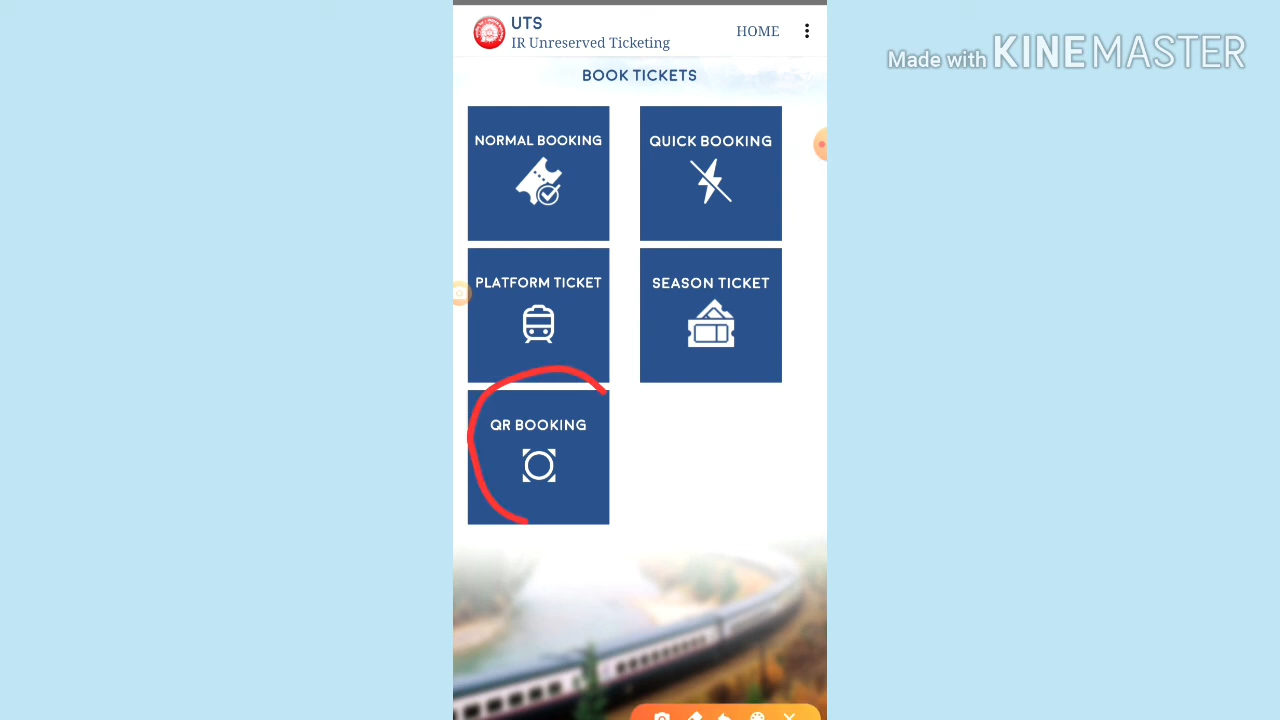 UTS
IR Unreserved Ticketing
HOME
Made with KINEMASTER
BOOK TICKETS
NORMAL BOOKING
QUICK BOOKING
PLATFORM TICKET
SEASON TICKET
QR BOOKING